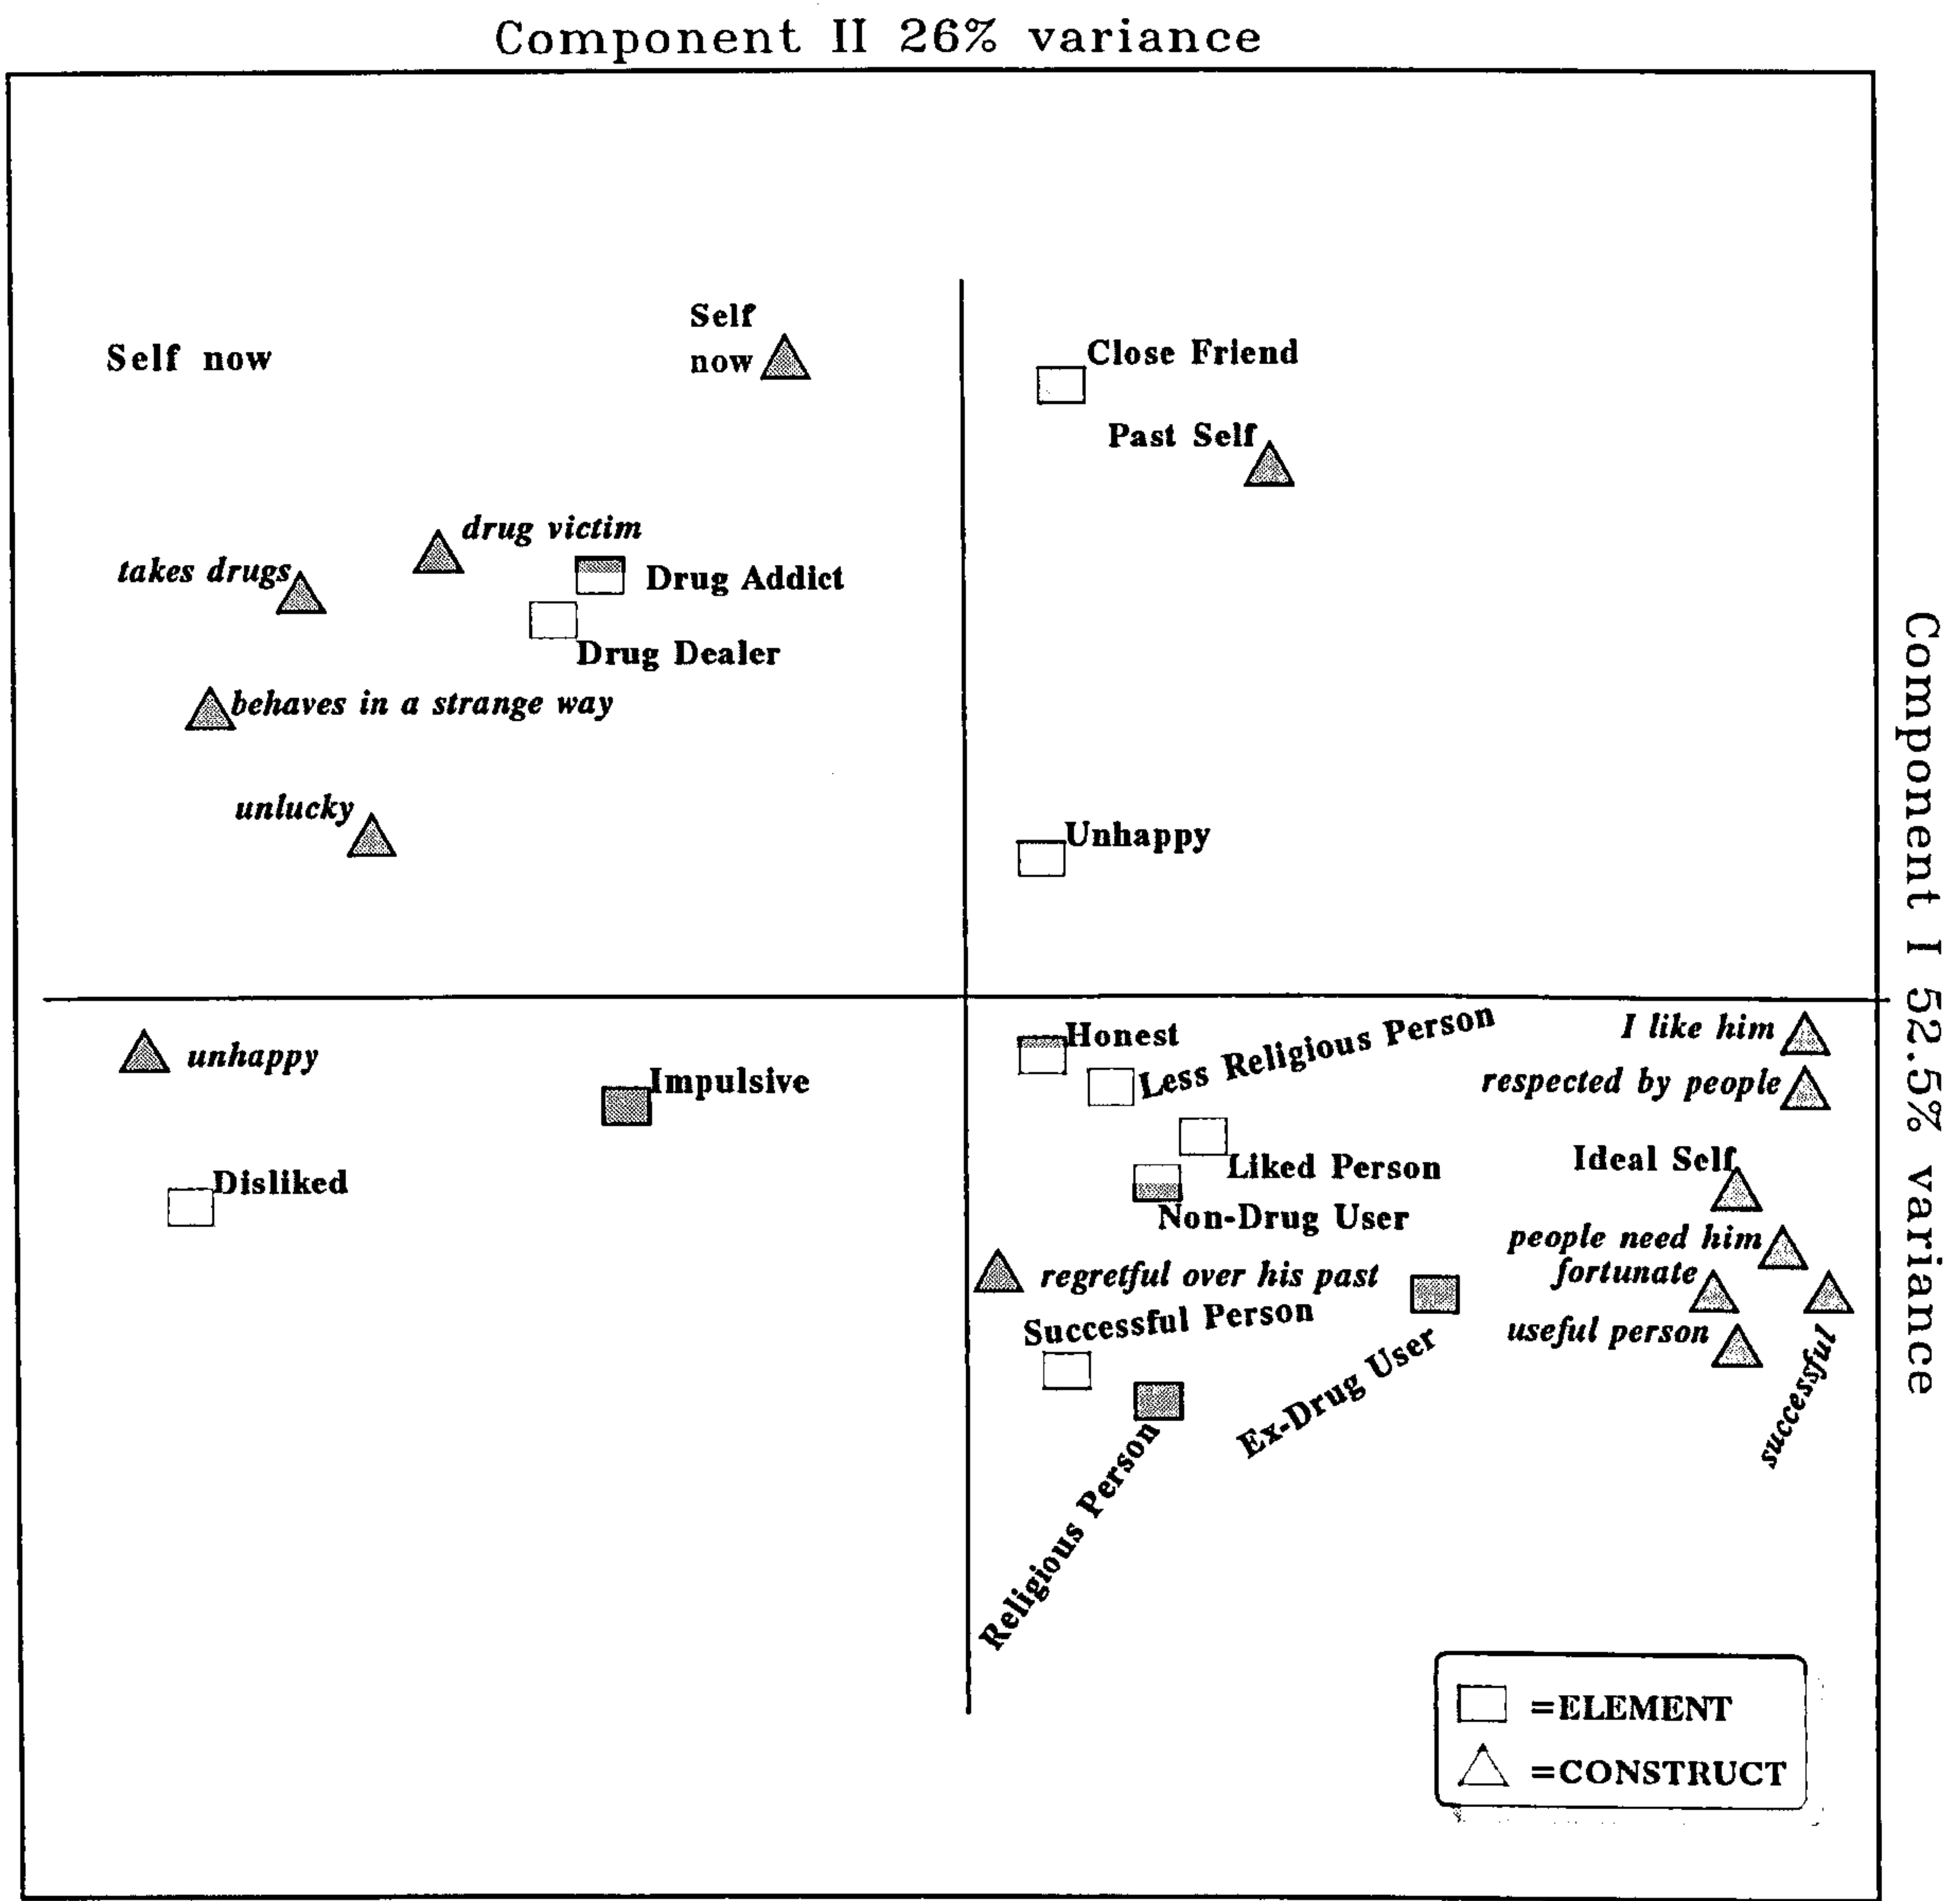 Component II 26% variance
Self
now
Self now
Close Friend
Past Self
drug victim
takes drugs
Drug Addict
Drug Dealer
behaves in a strange way
unlucky
Unhappy
Component I 52.5% variance
unhappy
Impulsive
Disliked
Honest
Less Religious Person
I like him
respected by people
Liked Person
Ideal Self
Non-Drug User
people need him
regretful over his past
fortunate
Successful Person
useful person
Ex-Drug User
successful
Religious Person
=ELEMENT
=CONSTRUCT